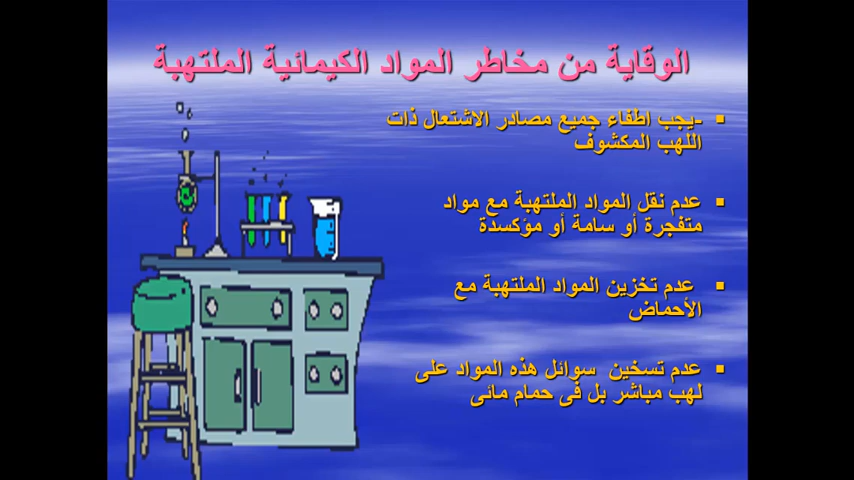 الوقاية من مخاطر المواد الكيمائية الملتهبة
-يجب اطفاء جميع مصادر الاشتعال ذات
اللهب المكشوف
عدم نقل المواد الملتهبة مع مواد
متفجرة أو سامة أو مؤكسدة
عدم تخزين المواد الملتهبة مع
الأحماض
عدم تسخين سوائل هذه المواد على
لهب مباشر بل فى حمام مائى